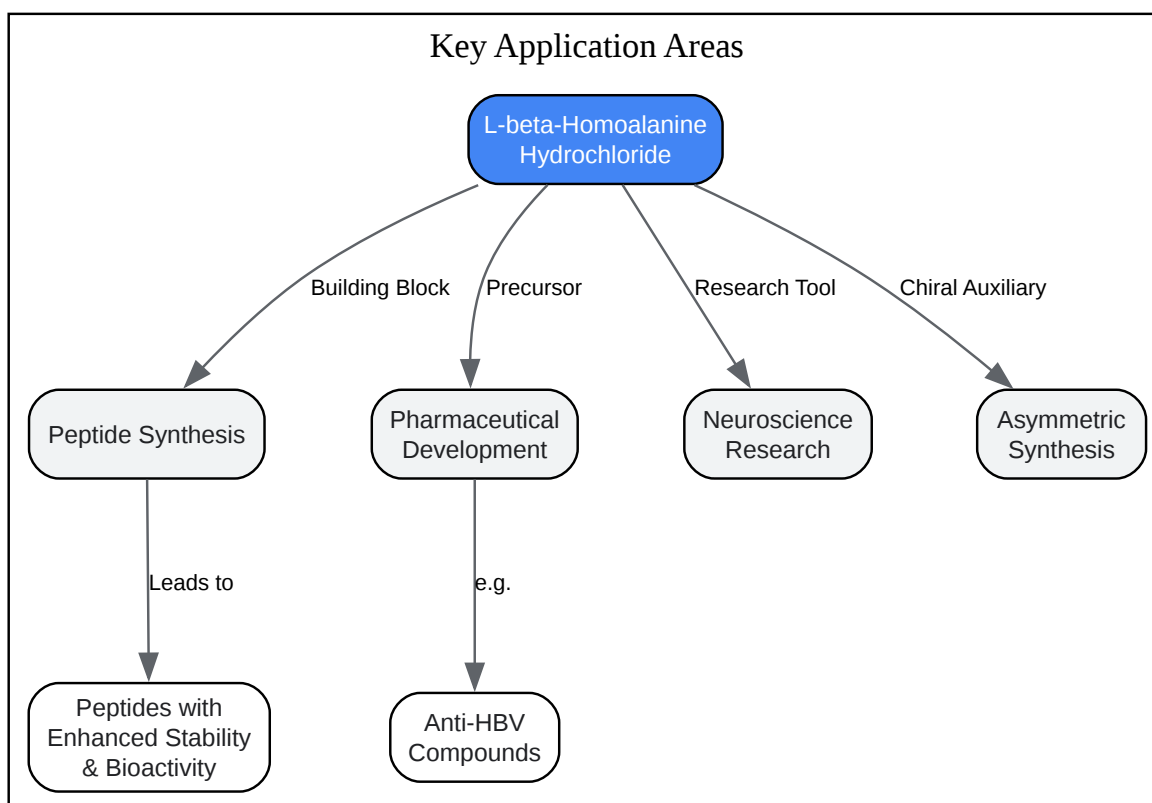 Key Application Areas
L-beta-Homoalanine
Hydrochloride
Building Block
Precursor
Research Tool
Chiral Auxiliary
Peptide Synthesis
Pharmaceutical
Development
Neuroscience
Research
Asymmetric
Synthesis
Leads to
e.g.
Peptides with
Enhanced Stability
& Bioactivity
Anti-HBV
Compounds